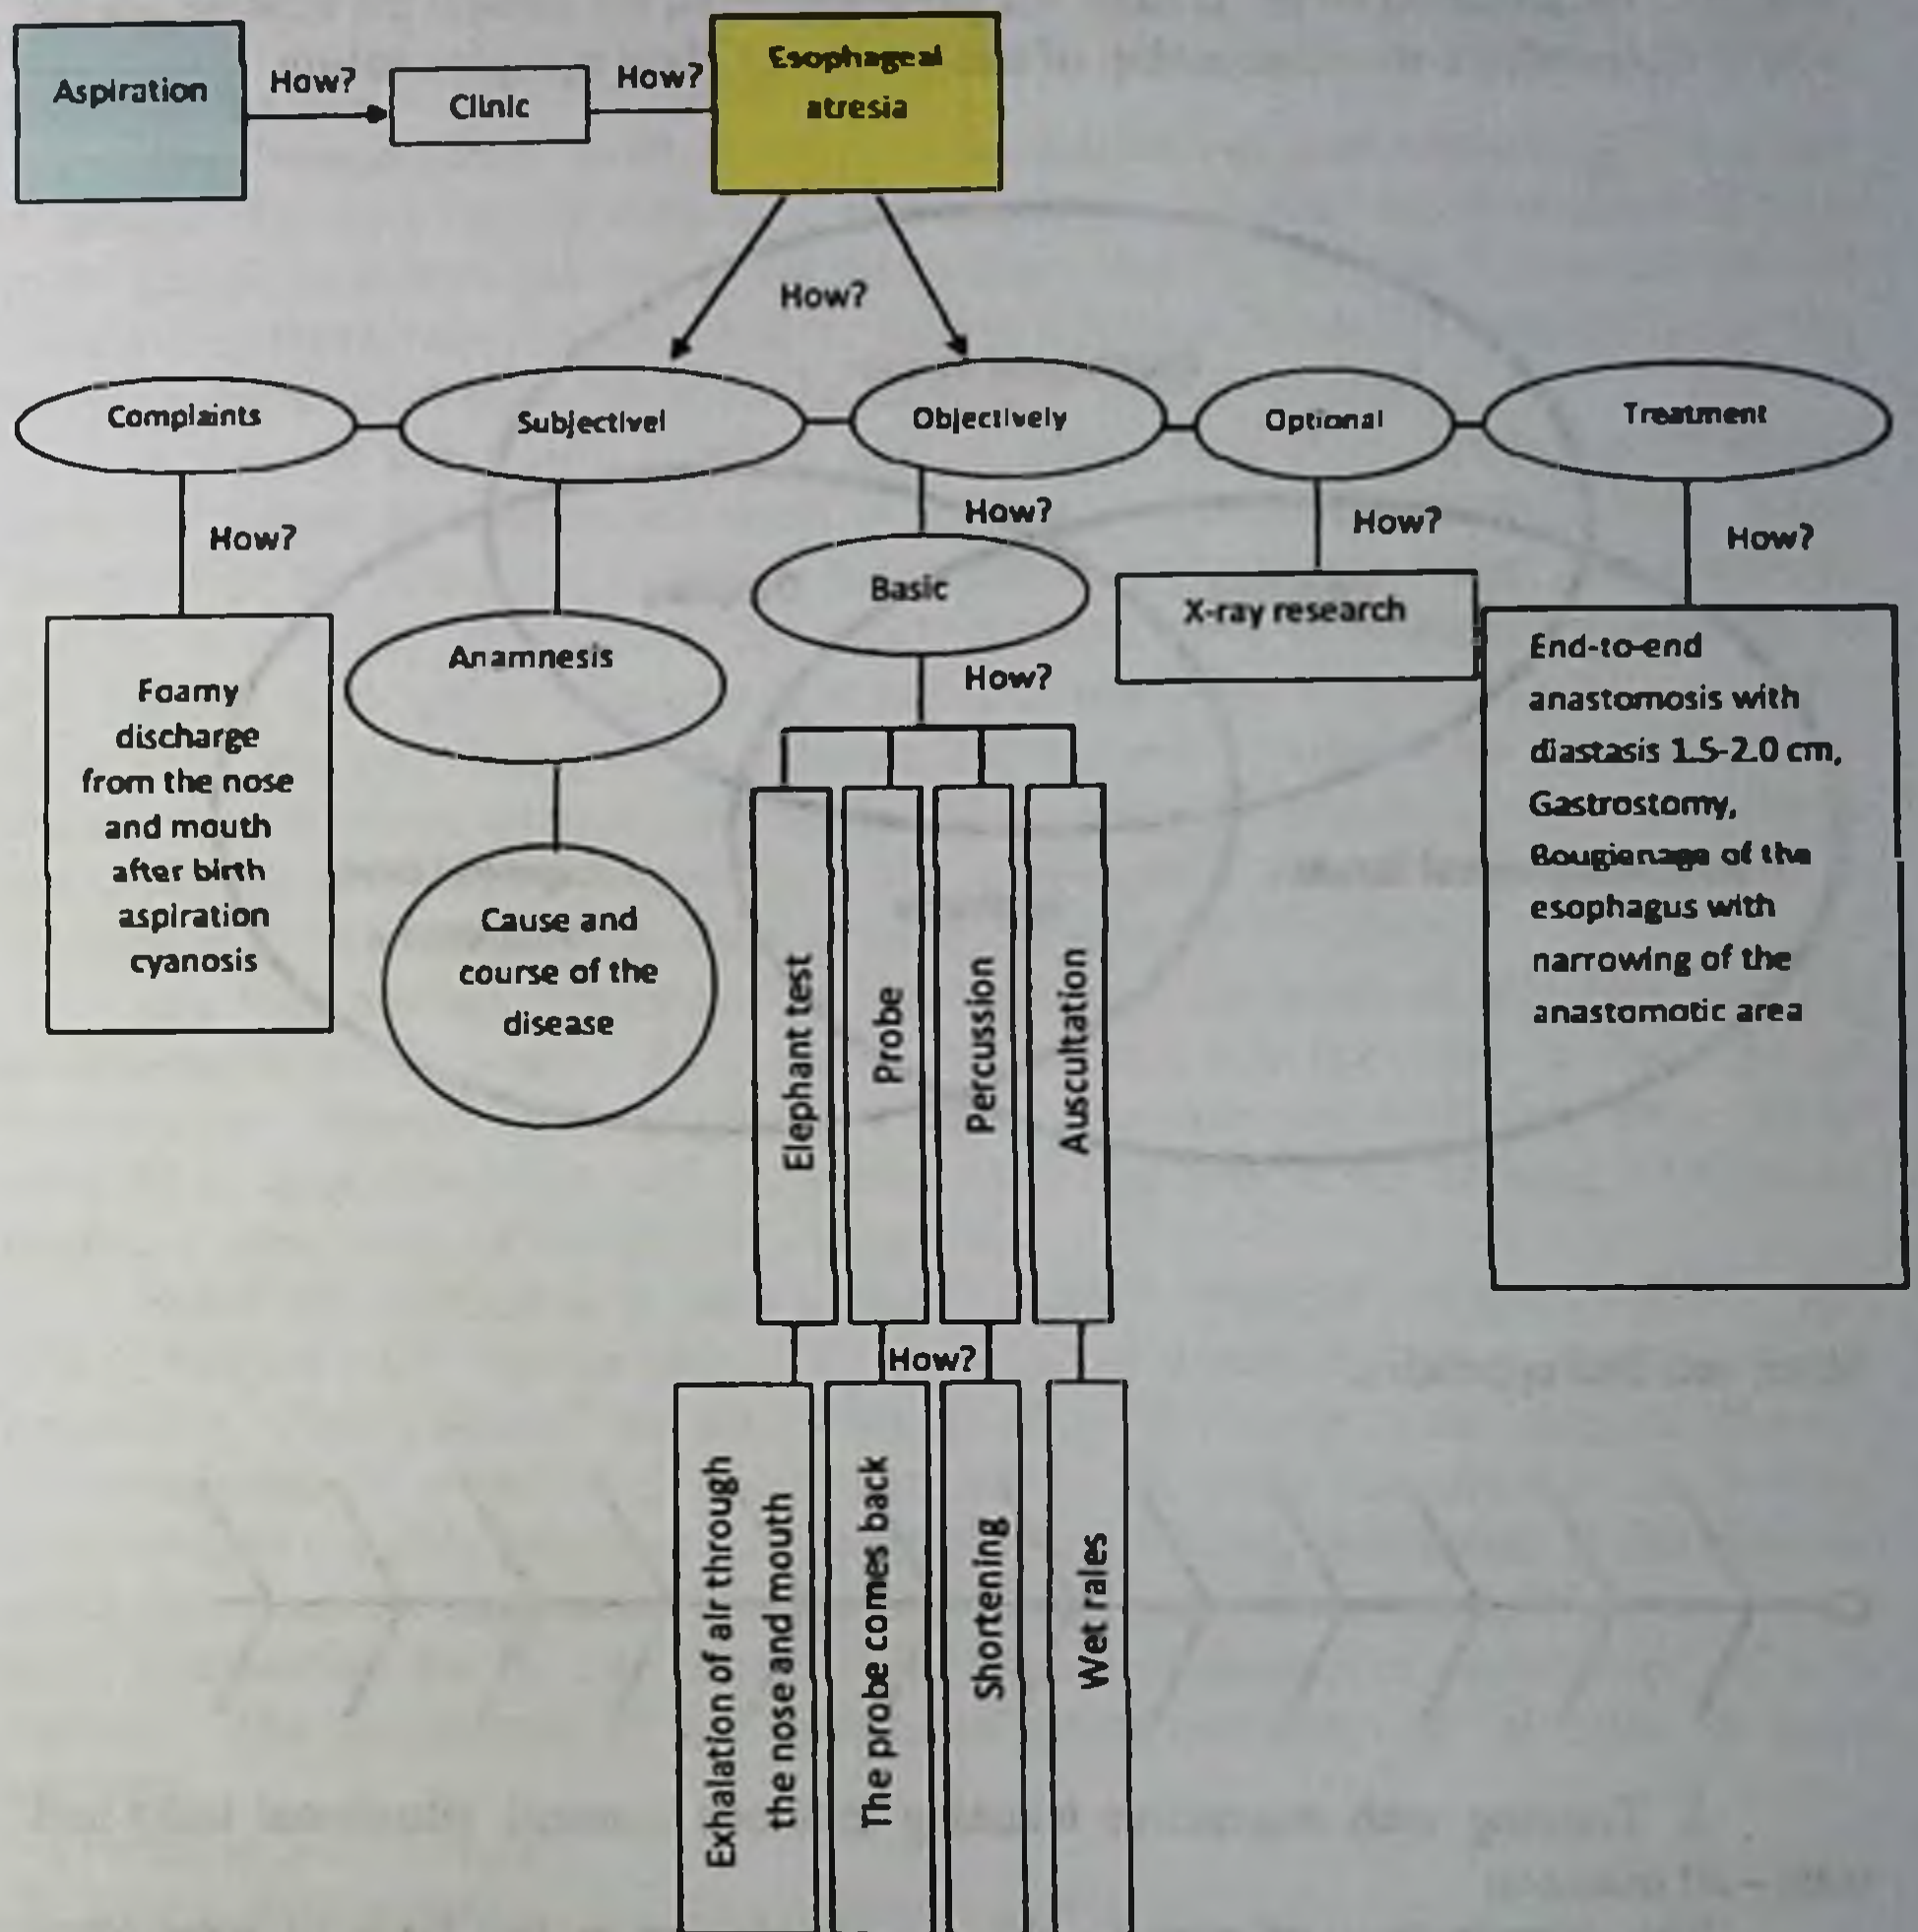 Aspiration
How?
Clinic
How?
Esophageal
atresia
How?
Complaints
Subjectivel
Objectively
Optional
Treatment
How?
How?
How?
How?
Foamy
discharge
from the nose
and mouth
after birth
aspiration
cyanosis
Anamnesis
Cause and
course of the
disease
Basic
How?
X-ray research
End-to-end
anastomosis with
diastasis 1.5-2.0 cm,
Gastrostomy,
Bougienage of the
esophagus with
narrowing of the
anastomotic area
Elephant test
Probe
Percussion
Auscultation
How?
Exhalation of air through
the nose and mouth
The probe comes back
Shortening
Wet rales